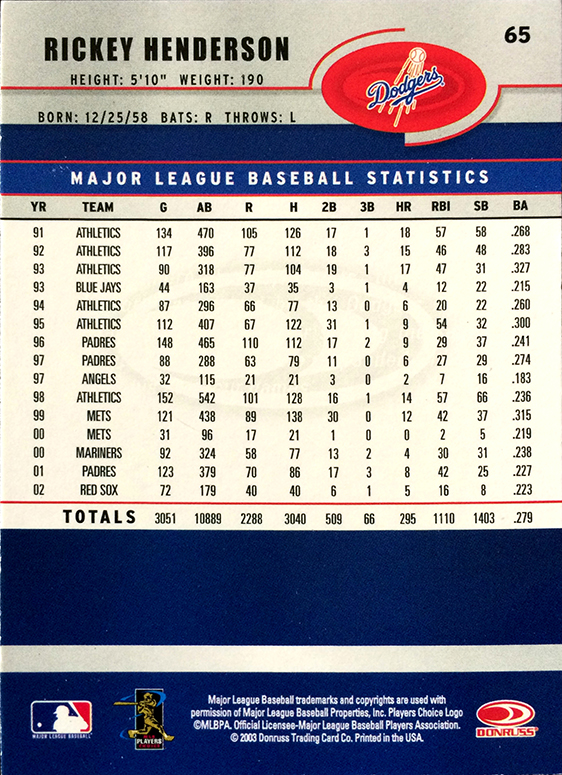 RICKEY HENDERSON
65
HEIGHT: 5'10" WEIGHT: 190
Dodgers
BORN: 12/25/58 BATS: R THROWS: L
MAJOR LEAGUE BASEBALL STATISTICS
YR TEAM G AB R H 2B 3B HR RBI SB BA
91 ATHLETICS 134 470 105 126 17 1 18 57 58 .268
92 ATHLETICS 117 396 77 112 18 3 15 46 48 .283
93 ATHLETICS 90 318 77 104 19 1 17 47 31 .327
93 BLUE JAYS 44 163 37 35 3 1 4 12 22 .215
94 ATHLETICS 87 296 66 77 13 0 6 20 22 .260
95 ATHLETICS 112 407 67 122 31 1 9 54 32 .300
96 PADRES 148 465 110 112 17 2 9 29 37 .241
97 PADRES 88 288 63 79 11 0 6 27 29 .274
97 ANGELS 32 115 21 21 3 0 2 7 16 .183
98 ATHLETICS 152 542 101 128 16 1 14 57 66 .236
99 METS 121 438 89 138 30 0 12 42 37 .315
00 METS 31 96 17 21 1 0 0 2 5 .219
00 MARINERS 92 324 58 77 13 2 4 30 31 .238
01 PADRES 123 379 70 86 17 3 8 42 25 .227
02 RED SOX 72 179 40 40 6 1 5 16 8 .223
TOTALS 3051 10889 2288 3040 509 66 295 1110 1403 .279
MAJOR LEAGUE BASEBALL
PLAYERS
Major League Baseball trademarks and copyrights are used with
permission of Major League Baseball Properties, Inc. Players Choice Logo
©MLBPA. Official Licensee-Major League Baseball Players Association.
© 2003 Donruss Trading Card Co. Printed in the USA.
DONRUSS